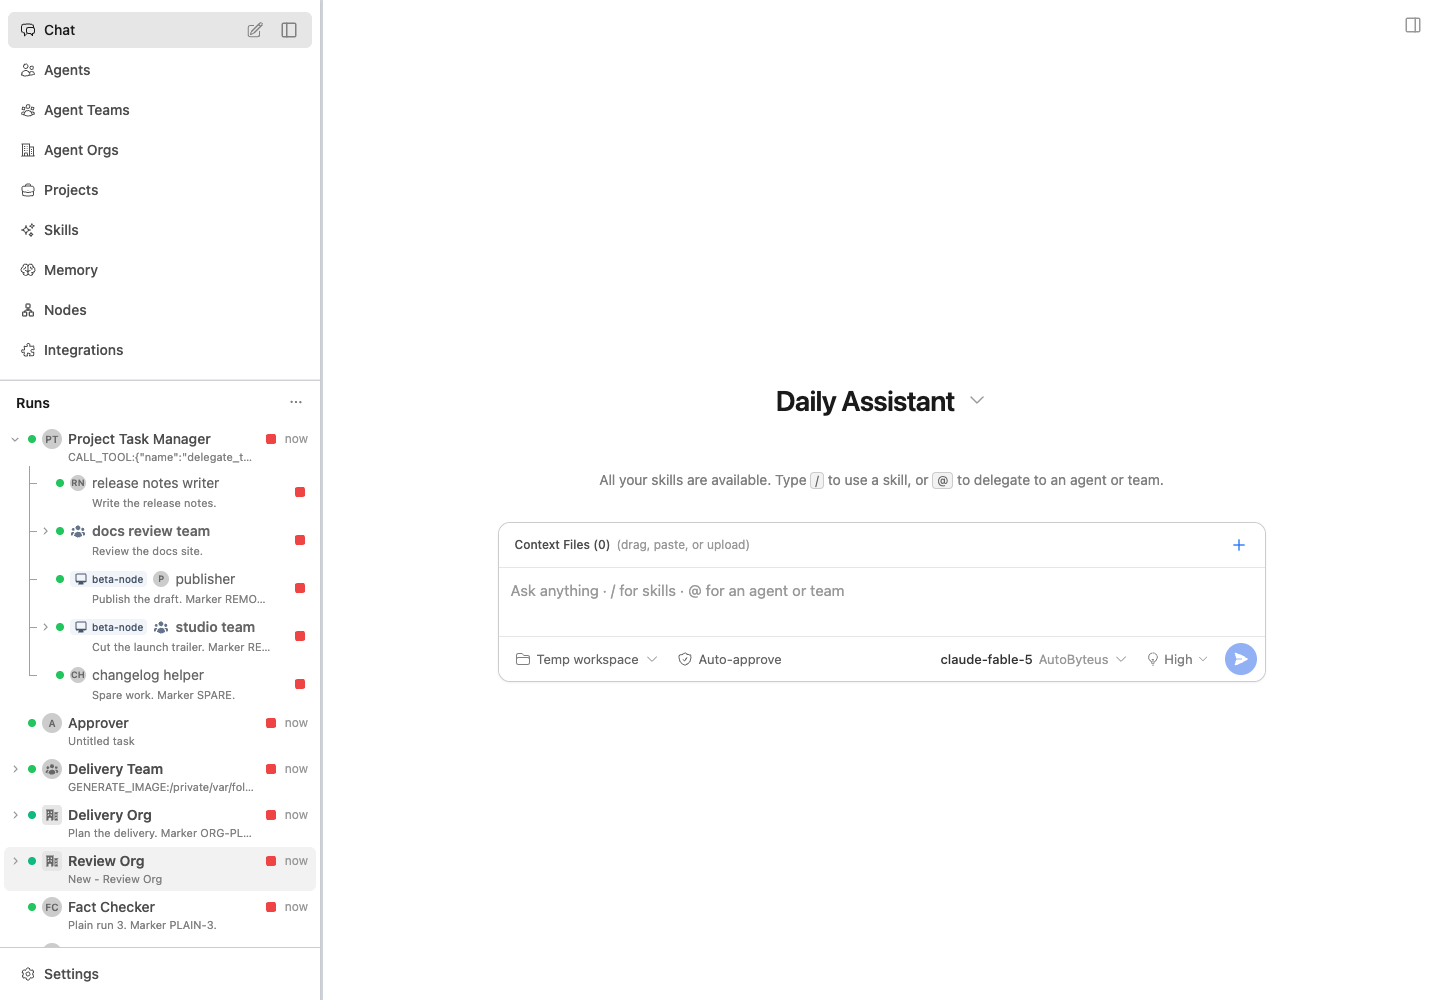 Chat
Agents
Agent Teams
Agent Orgs
Projects
Skills
Memory
Nodes
Integrations
Runs
PT Project Task Manager now
CALL_TOOL:{"name":"delegate_t...
RN release notes writer
Write the release notes.
docs review team
Review the docs site.
beta-node P publisher
Publish the draft. Marker REMO...
beta-node studio team
Cut the launch trailer. Marker RE...
CH changelog helper
Spare work. Marker SPARE.
A Approver now
Untitled task
Delivery Team now
GENERATE_IMAGE:/private/var/fol...
Delivery Org now
Plan the delivery. Marker ORG-PL...
Review Org now
New - Review Org
FC Fact Checker now
Plain run 3. Marker PLAIN-3.
Settings
Daily Assistant
All your skills are available. Type / to use a skill, or @ to delegate to an agent or team.
Context Files (0) (drag, paste, or upload)
Ask anything · / for skills · @ for an agent or team
Temp workspace Auto-approve claude-fable-5 AutoByteus High